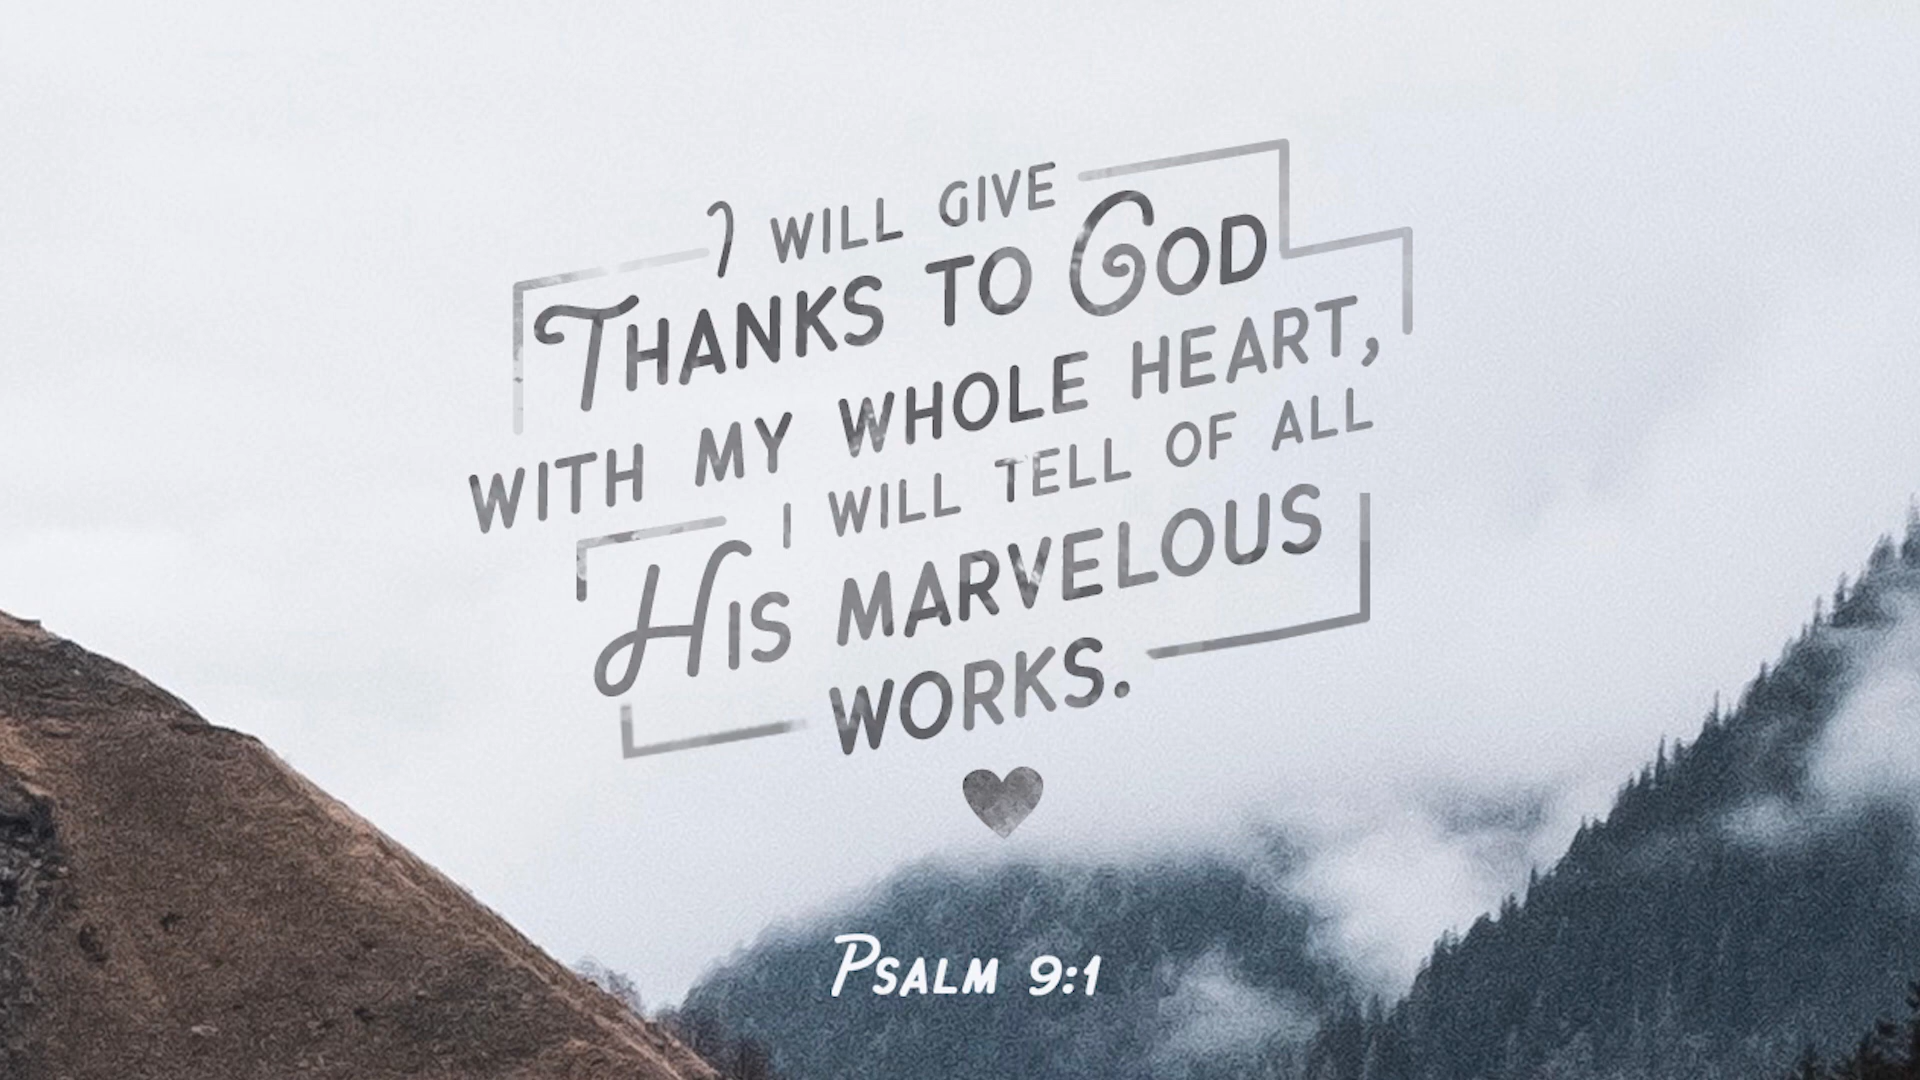 I WILL GIVE
THANKS TO GOD
WITH MY WHOLE HEART,
I WILL TELL OF ALL
HIS MARVELOUS
WORKS.
PSALM 9:1